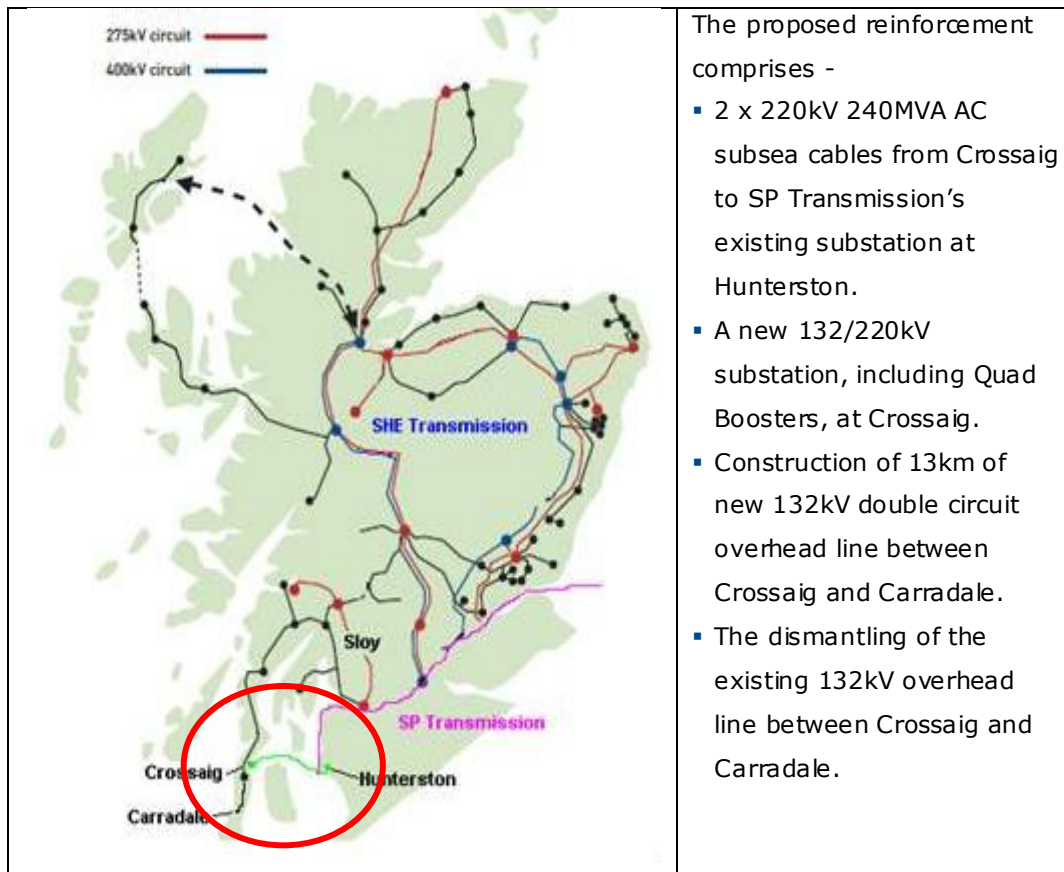 275kV circuit
400kV circuit
SHE Transmission
Sloy
SP Transmission
Crossaig
Hunterston
Carradale
The proposed reinforcement
comprises -
▪ 2 x 220kV 240MVA AC
subsea cables from Crossaig
to SP Transmission’s
existing substation at
Hunterston.
▪ A new 132/220kV
substation, including Quad
Boosters, at Crossaig.
▪ Construction of 13km of
new 132kV double circuit
overhead line between
Crossaig and Carradale.
▪ The dismantling of the
existing 132kV overhead
line between Crossaig and
Carradale.